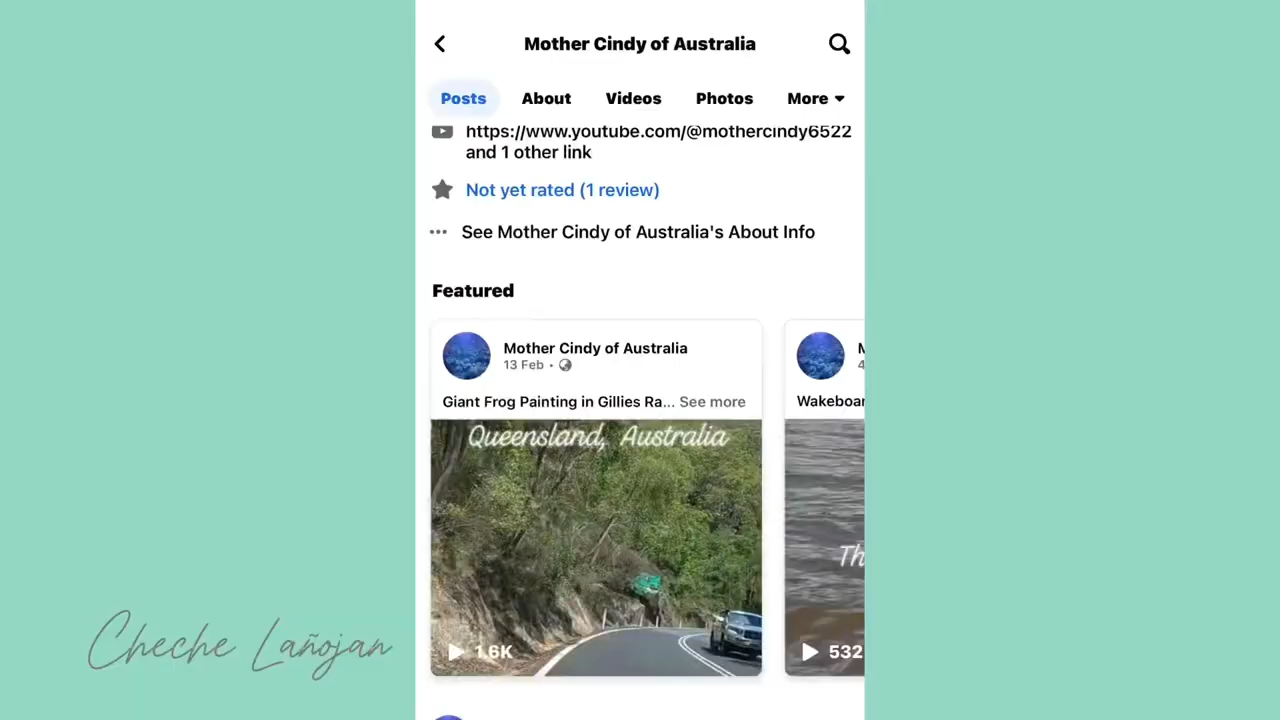 Mother Cindy of Australia
Posts About Videos Photos More
https://www.youtube.com/@mothercindy6522
and 1 other link
Not yet rated (1 review)
See Mother Cindy of Australia's About Info
Featured
Mother Cindy of Australia
13 Feb
Giant Frog Painting in Gillies Ra... See more
Queensland, Australia
1.6K
M
4
Wakeboar
Th
532
Cheche Lañojan